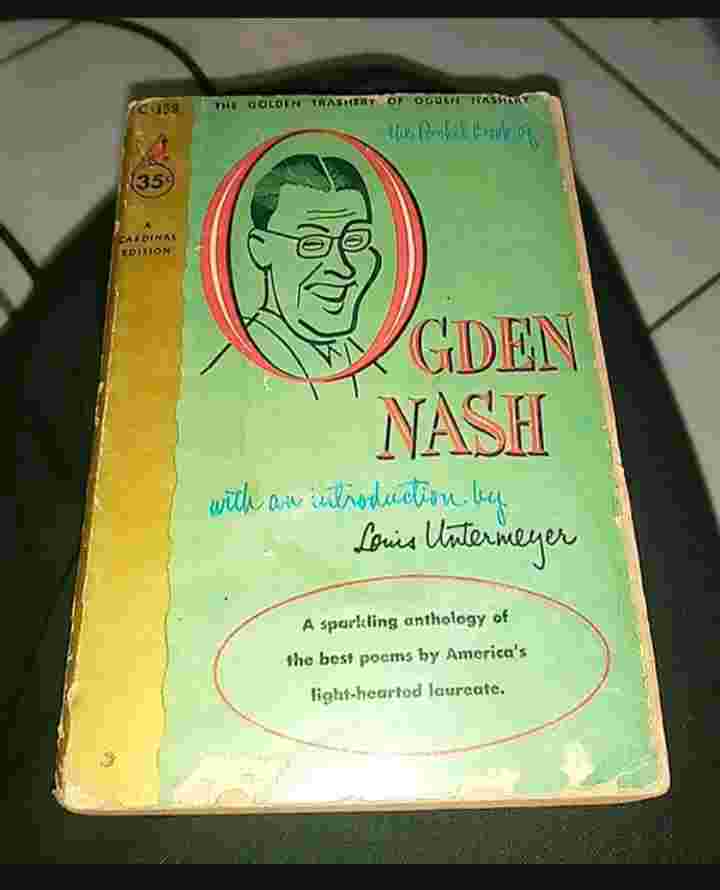 C-358
THE GOLDEN TRASHERY OF OGDEN NASHERY
the Pocket Book of
35¢
A
CARDINAL
EDITION
OGDEN
NASH
with an introduction by
Louis Untermeyer
A sparkling anthology of
the best poems by America's
light-hearted laureate.